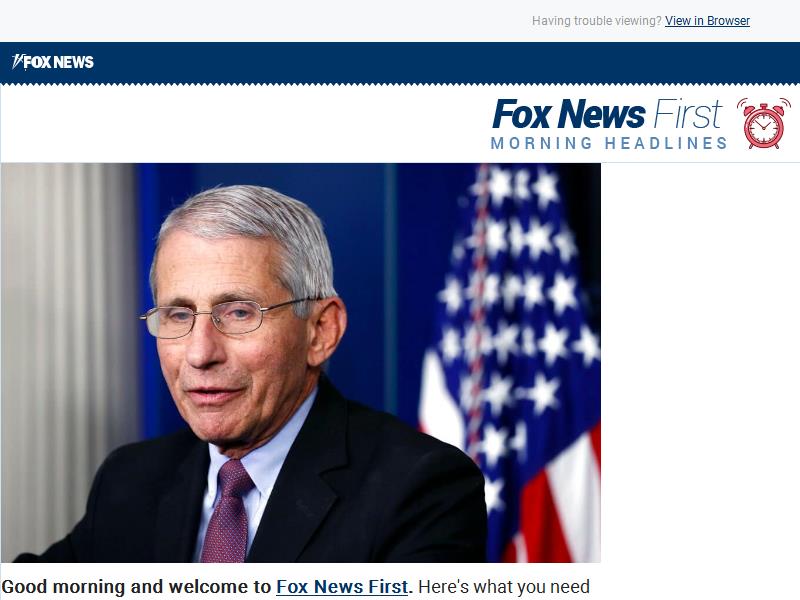 Having trouble viewing? View in Browser
FOX NEWS
Fox News First
MORNING HEADLINES
Good morning and welcome to Fox News First. Here's what you need